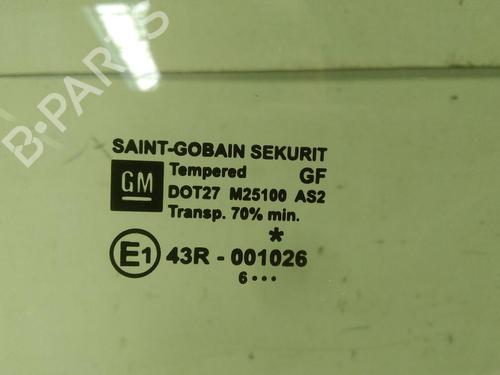 B-PARTS
SAINT-GOBAIN SEKURIT
GM
Tempered GF
DOT27 M25100 AS2
Transp. 70% min.
*
E1 43R - 001026
6•••